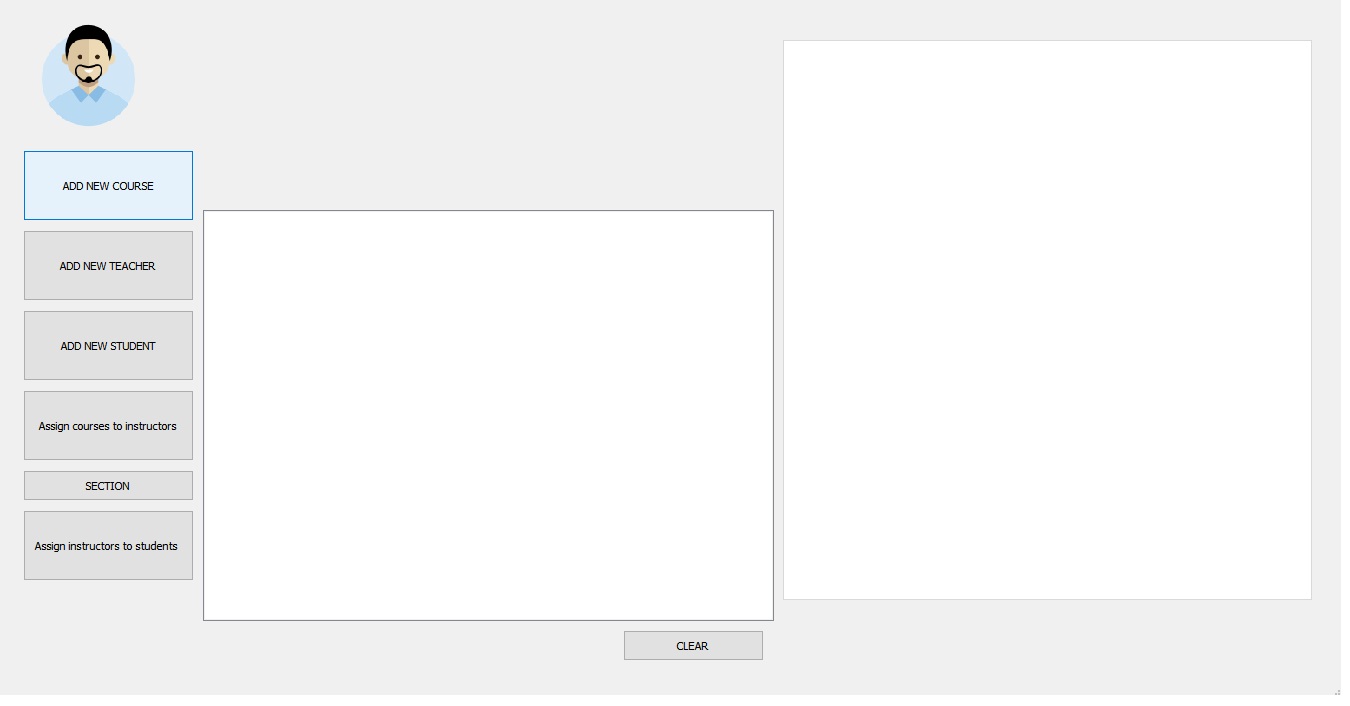 ADD NEW COURSE
ADD NEW TEACHER
ADD NEW STUDENT
Assign courses to instructors
SECTION
Assign instructors to students
CLEAR